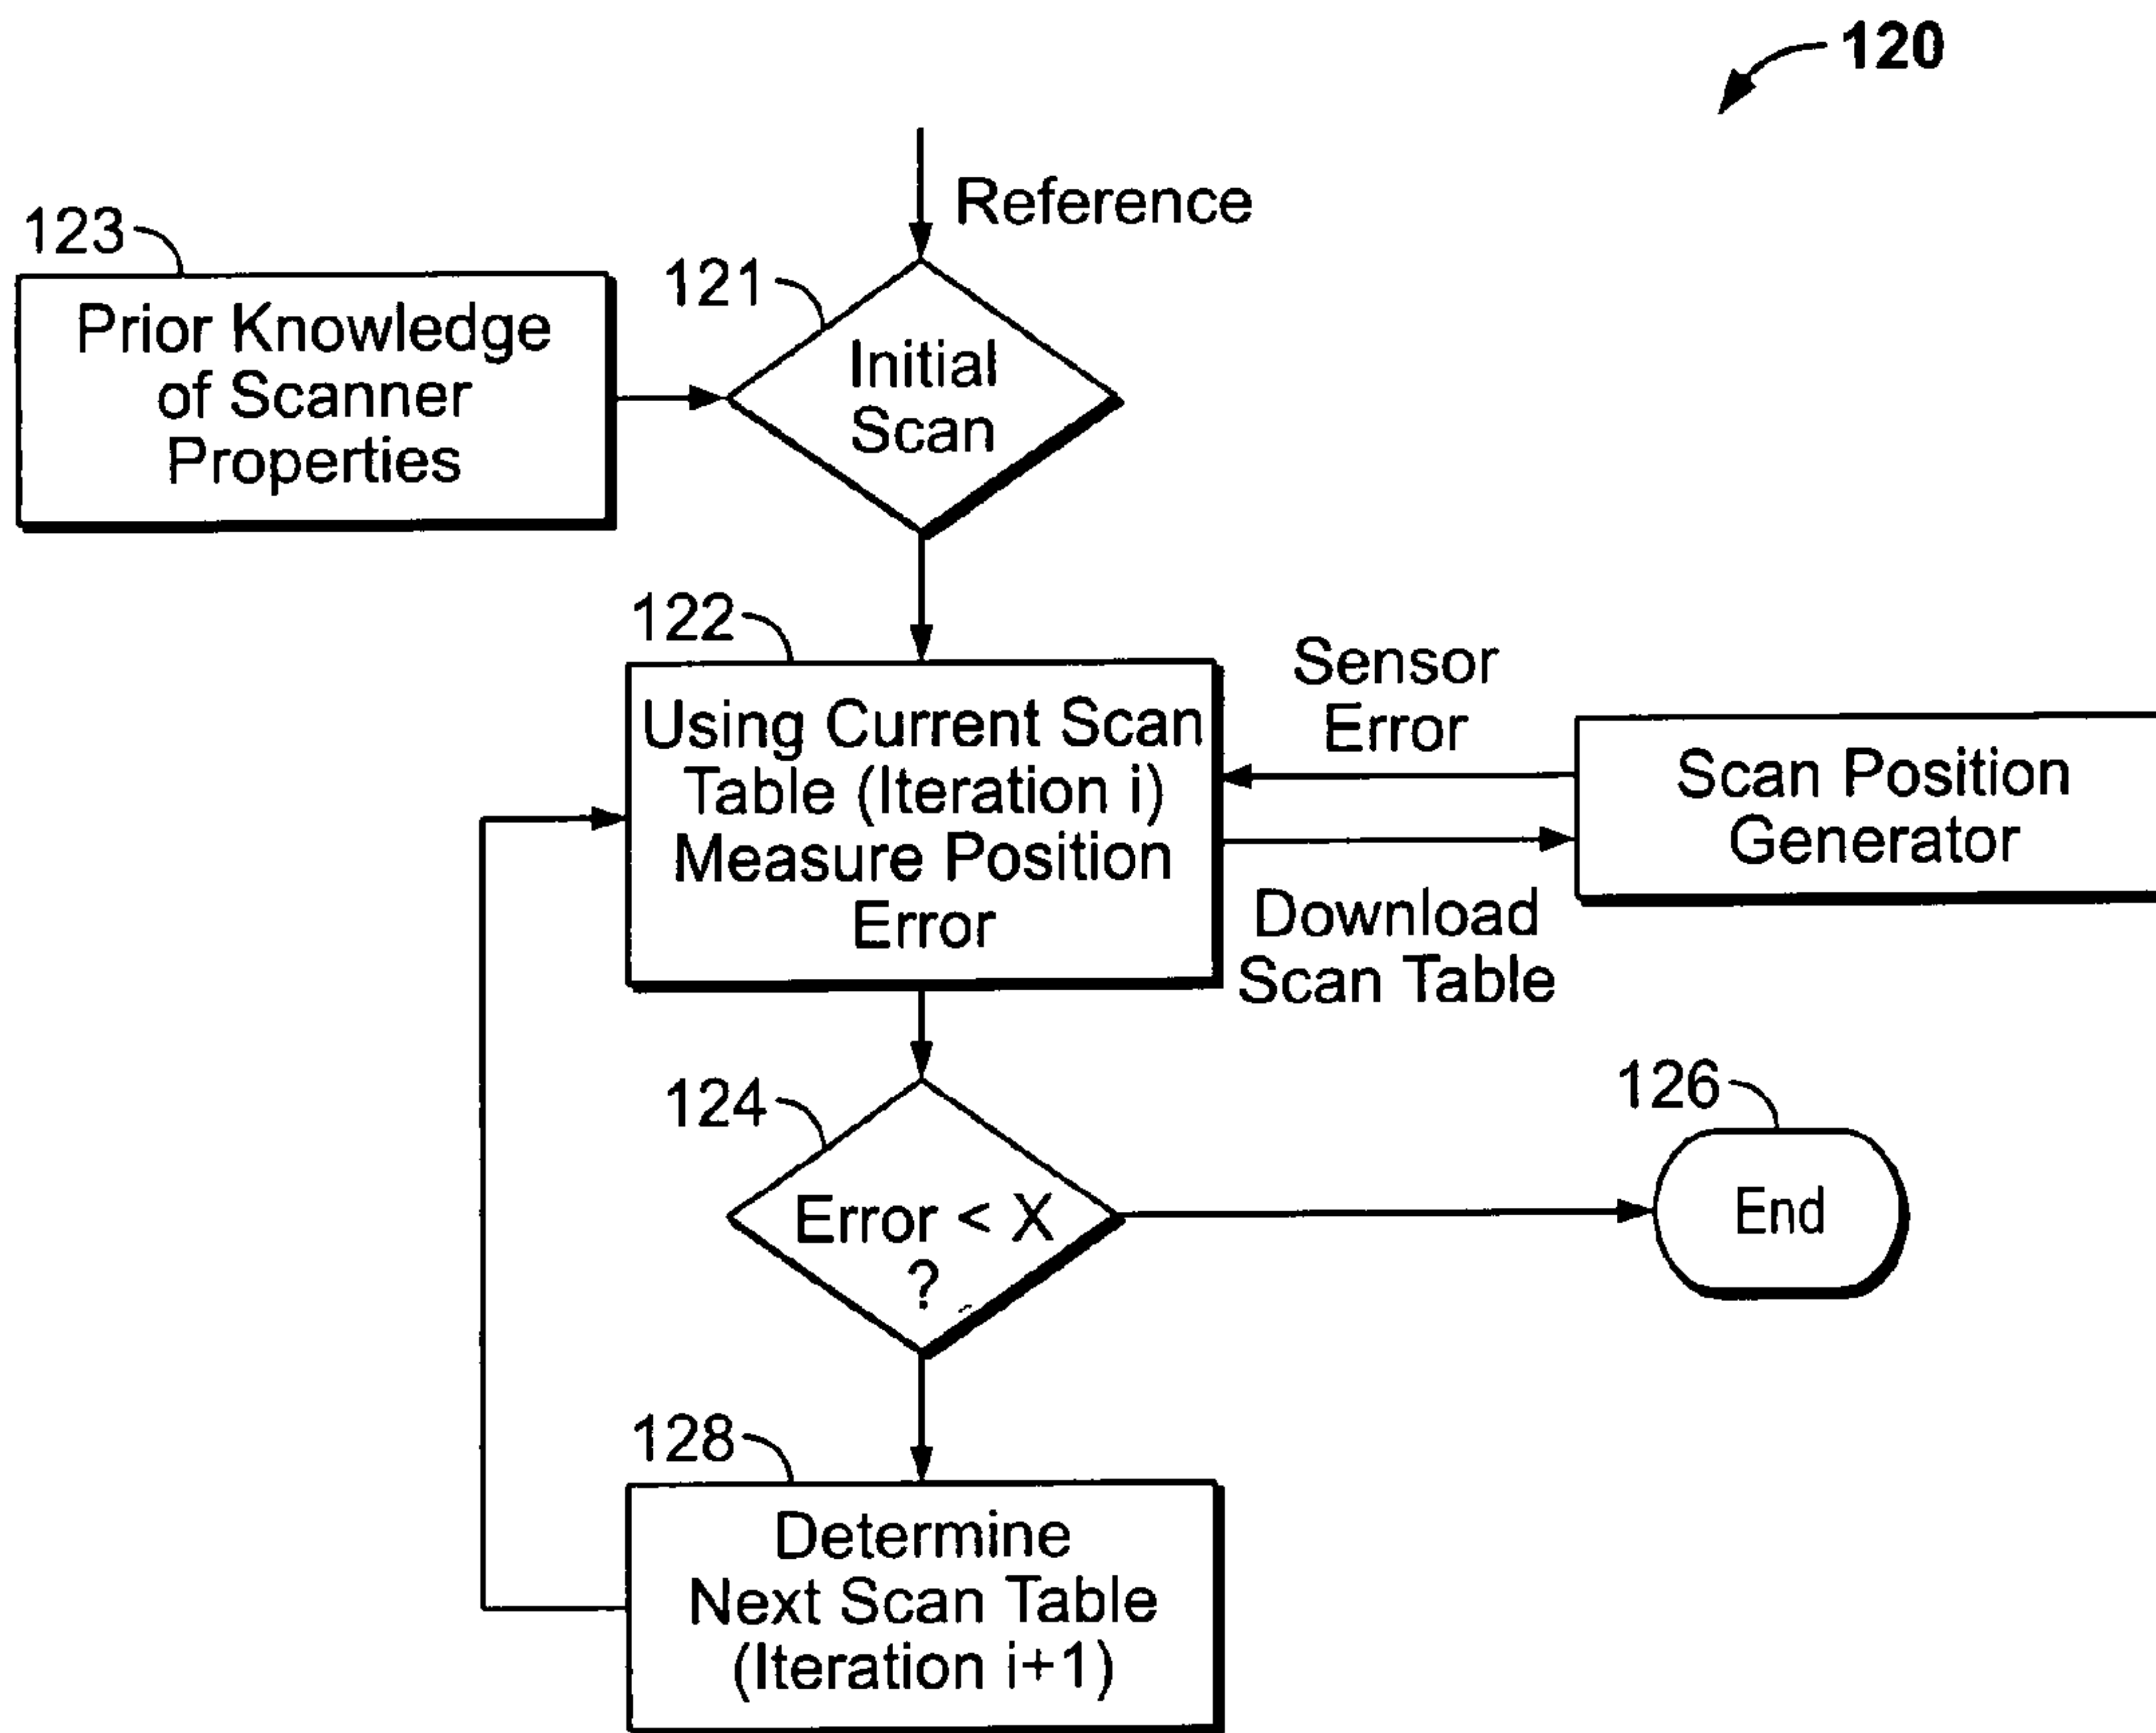 120
Reference
123
Prior Knowledge
of Scanner
Properties
121
Initial
Scan
122
Using Current Scan
Table (Iteration i)
Measure Position
Error
Sensor
Error
Scan Position
Generator
Download
Scan Table
124
Error < X
?
126
End
128
Determine
Next Scan Table
(Iteration i+1)